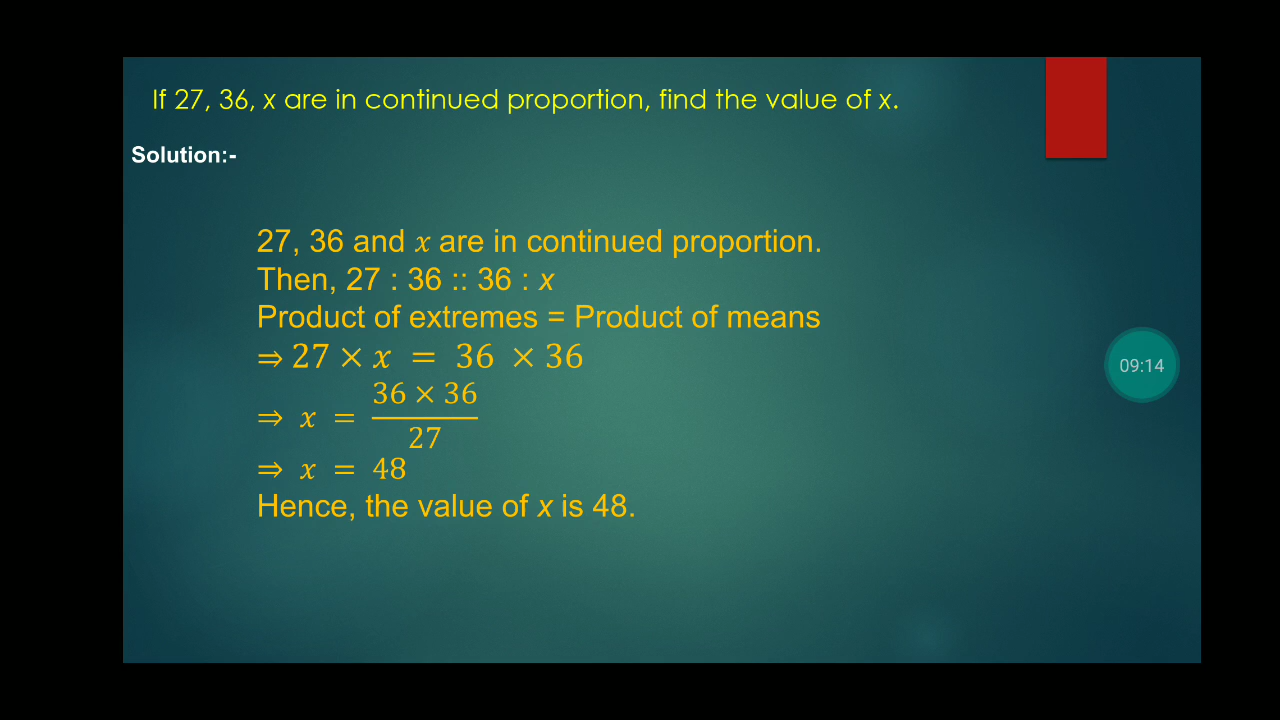 If 27, 36, x are in continued proportion, find the value of x.
Solution:-
27, 36 and x are in continued proportion.
Then, 27 : 36 :: 36 : x
Product of extremes = Product of means
⇒ 27 × x = 36 × 36
⇒ x = 36 × 36 / 27
⇒ x = 48
Hence, the value of x is 48.
09:14